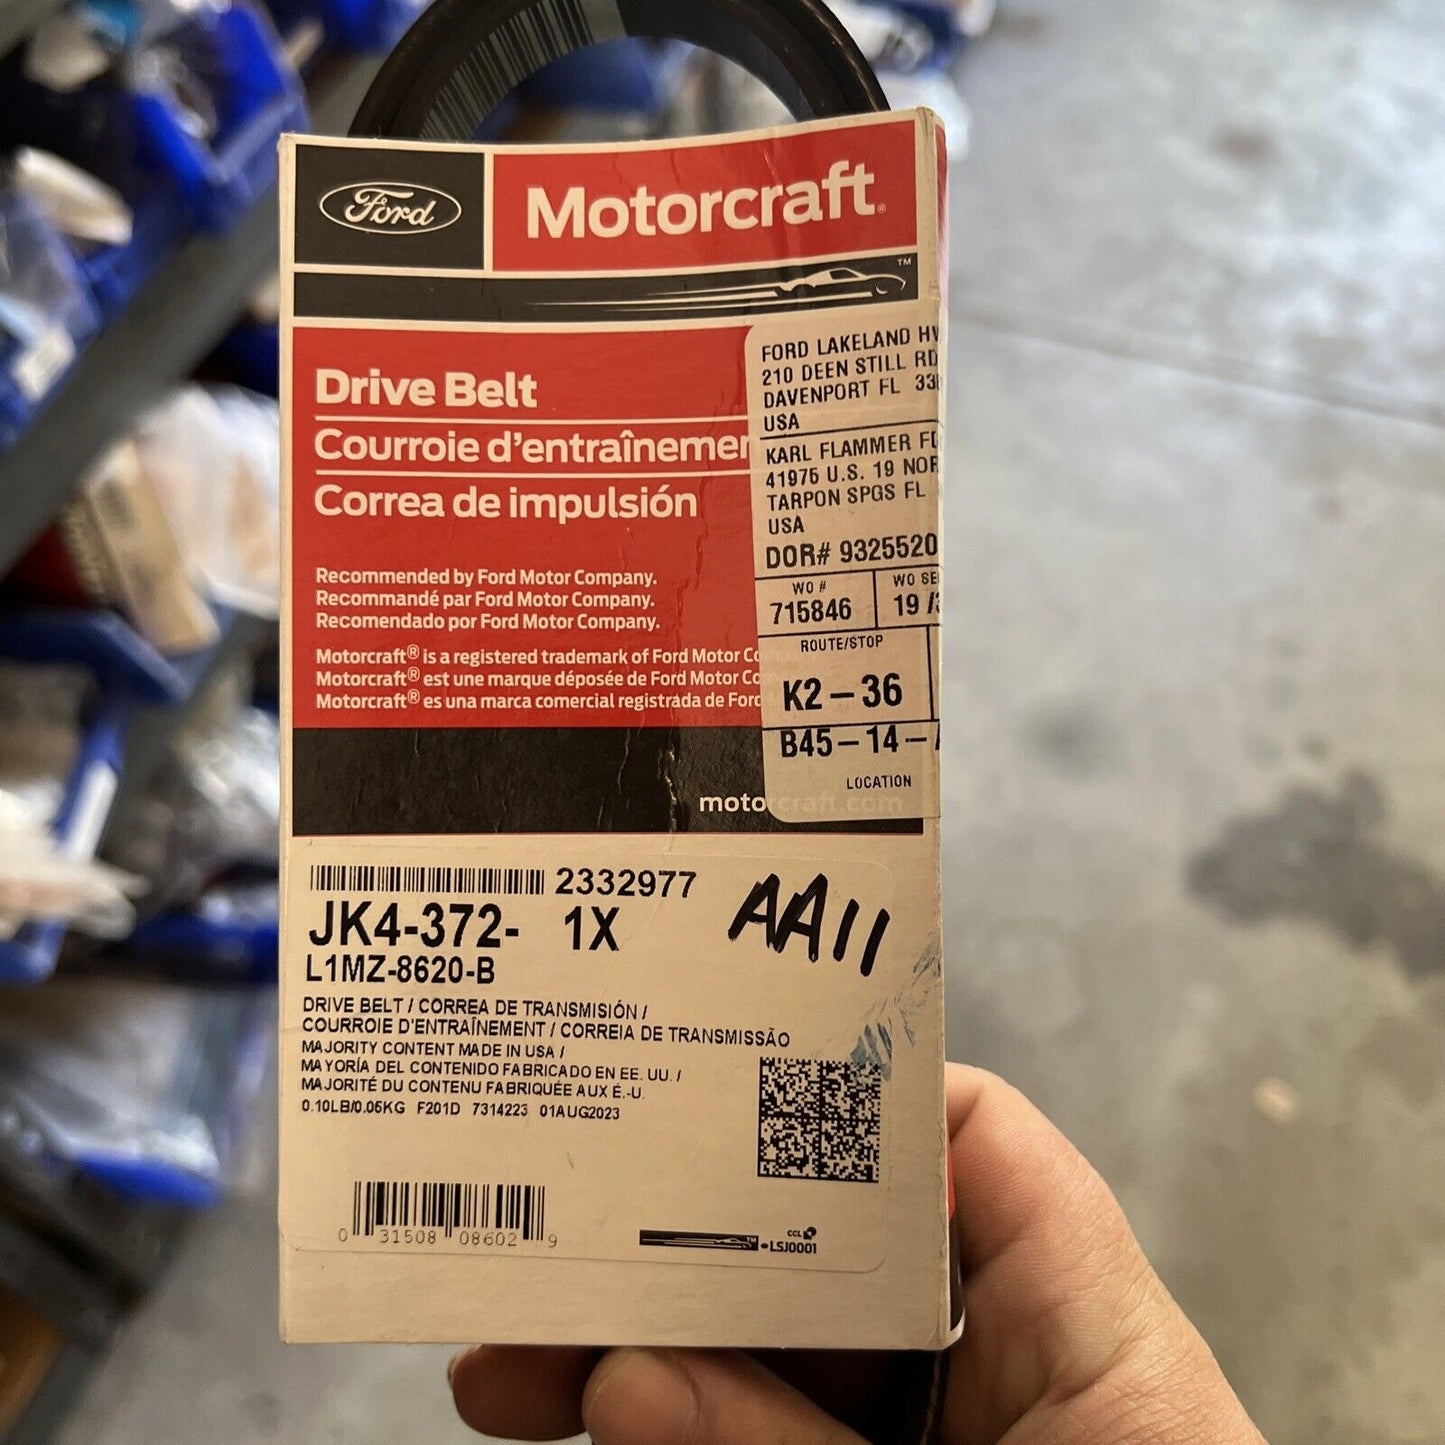 Ford
Motorcraft®
TM
Drive Belt
Courroie d'entraînemen
Correa de impulsión
Recommended by Ford Motor Company.
Recommandé par Ford Motor Company.
Recomendado por Ford Motor Company.
Motorcraft® is a registered trademark of Ford Motor Co
Motorcraft® est une marque déposée de Ford Motor Co
Motorcraft® es una marca comercial registrada de Ford
motorcraft.com
FORD LAKELAND HV
210 DEEN STILL RD
DAVENPORT FL 33
USA
KARL FLAMMER FD
41975 U.S. 19 NOR
TARPON SPGS FL
USA
DOR# 9325520
WO #
715846
WO SE
19 /
ROUTE/STOP
K2-36
B45-14-
LOCATION
2332977
JK4-372- 1X
AA11
L1MZ-8620-B
DRIVE BELT / CORREA DE TRANSMISIÓN /
COURROIE D'ENTRAÎNEMENT / CORREIA DE TRANSMISSÃO
MAJORITY CONTENT MADE IN USA /
MAYORÍA DEL CONTENIDO FABRICADO EN EE. UU. /
MAJORITÉ DU CONTENU FABRIQUÉE AUX É.-U.
0.10LB/0.05KG F201D 7314223 01AUG2023
0 31508 08602 9
TM
CCL
LSJ0001